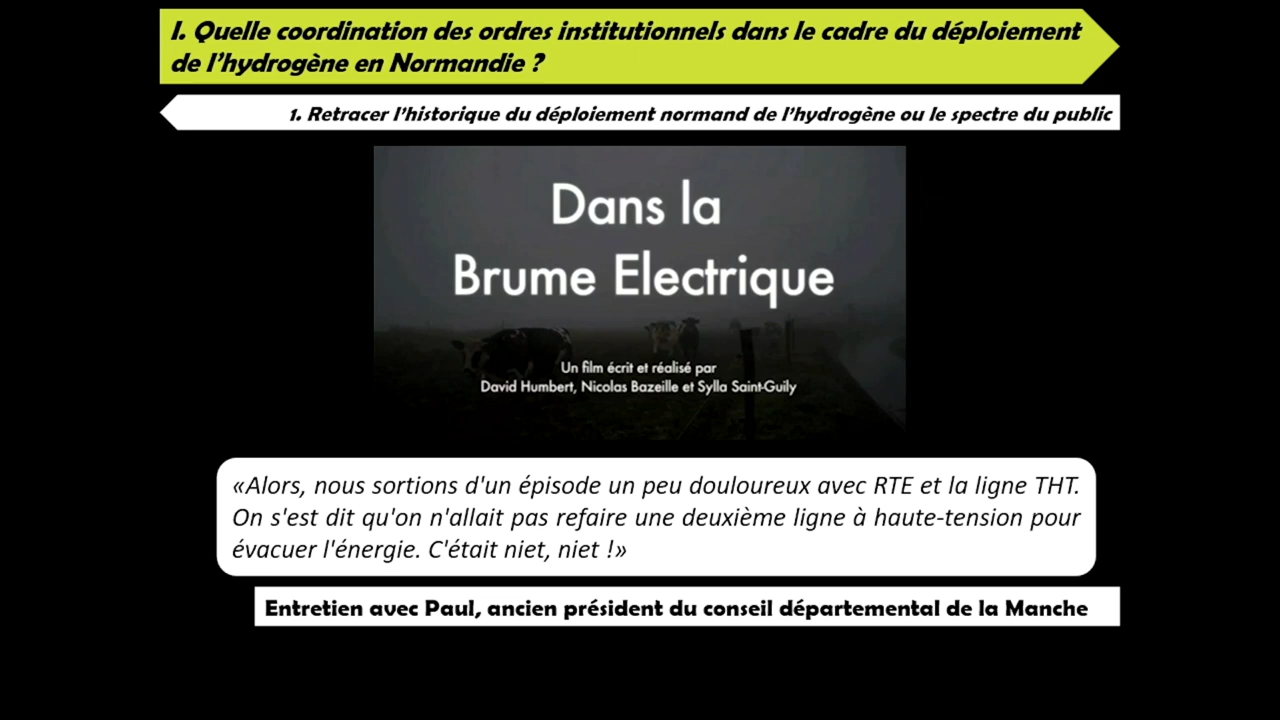 I. Quelle coordination des ordres institutionnels dans le cadre du déploiement
de l'hydrogène en Normandie ?
1. Retracer l'historique du déploiement normand de l'hydrogène ou le spectre du public
Dans la
Brume Electrique
Un film écrit et réalisé par
David Humbert, Nicolas Bazeille et Sylla Saint-Guily
«Alors, nous sortions d'un épisode un peu douloureux avec RTE et la ligne THT.
On s'est dit qu'on n'allait pas refaire une deuxième ligne à haute-tension pour
évacuer l'énergie. C'était niet, niet !»
Entretien avec Paul, ancien président du conseil départemental de la Manche